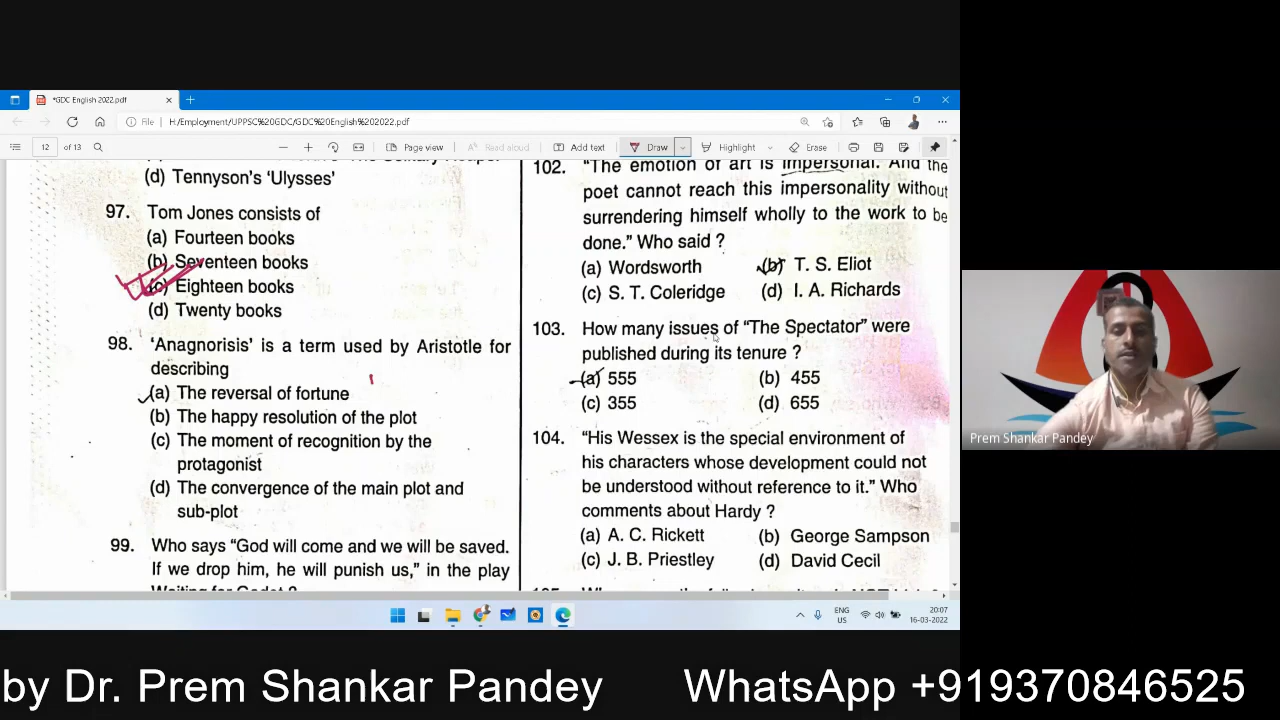 *GDC English 2022.pdf
File
H:/Employment/UPPSC%20GDC/GDC%20English%202022.pdf
12 of 13
Page view
Read aloud
Add text
Draw
Highlight
Erase
(d) Tennyson's 'Ulysses'
97. Tom Jones consists of
(a) Fourteen books
(b) Seventeen books
(c) Eighteen books
(d) Twenty books
98. 'Anagnorisis' is a term used by Aristotle for
describing
(a) The reversal of fortune
(b) The happy resolution of the plot
(c) The moment of recognition by the
protagonist
(d) The convergence of the main plot and
sub-plot
99. Who says “God will come and we will be saved.
If we drop him, he will punish us,” in the play
Waiting for Godot ?
102. “The emotion of art is impersonal. And the
poet cannot reach this impersonality without
surrendering himself wholly to the work to be
done.” Who said ?
(a) Wordsworth (b) T. S. Eliot
(c) S. T. Coleridge (d) I. A. Richards
103. How many issues of “The Spectator” were
published during its tenure ?
(a) 555 (b) 455
(c) 355 (d) 655
104. “His Wessex is the special environment of
his characters whose development could not
be understood without reference to it.” Who
comments about Hardy ?
(a) A. C. Rickett (b) George Sampson
(c) J. B. Priestley (d) David Cecil
Prem Shankar Pandey
ENG
US
20:07
16-03-2022
by Dr. Prem Shankar Pandey WhatsApp +919370846525